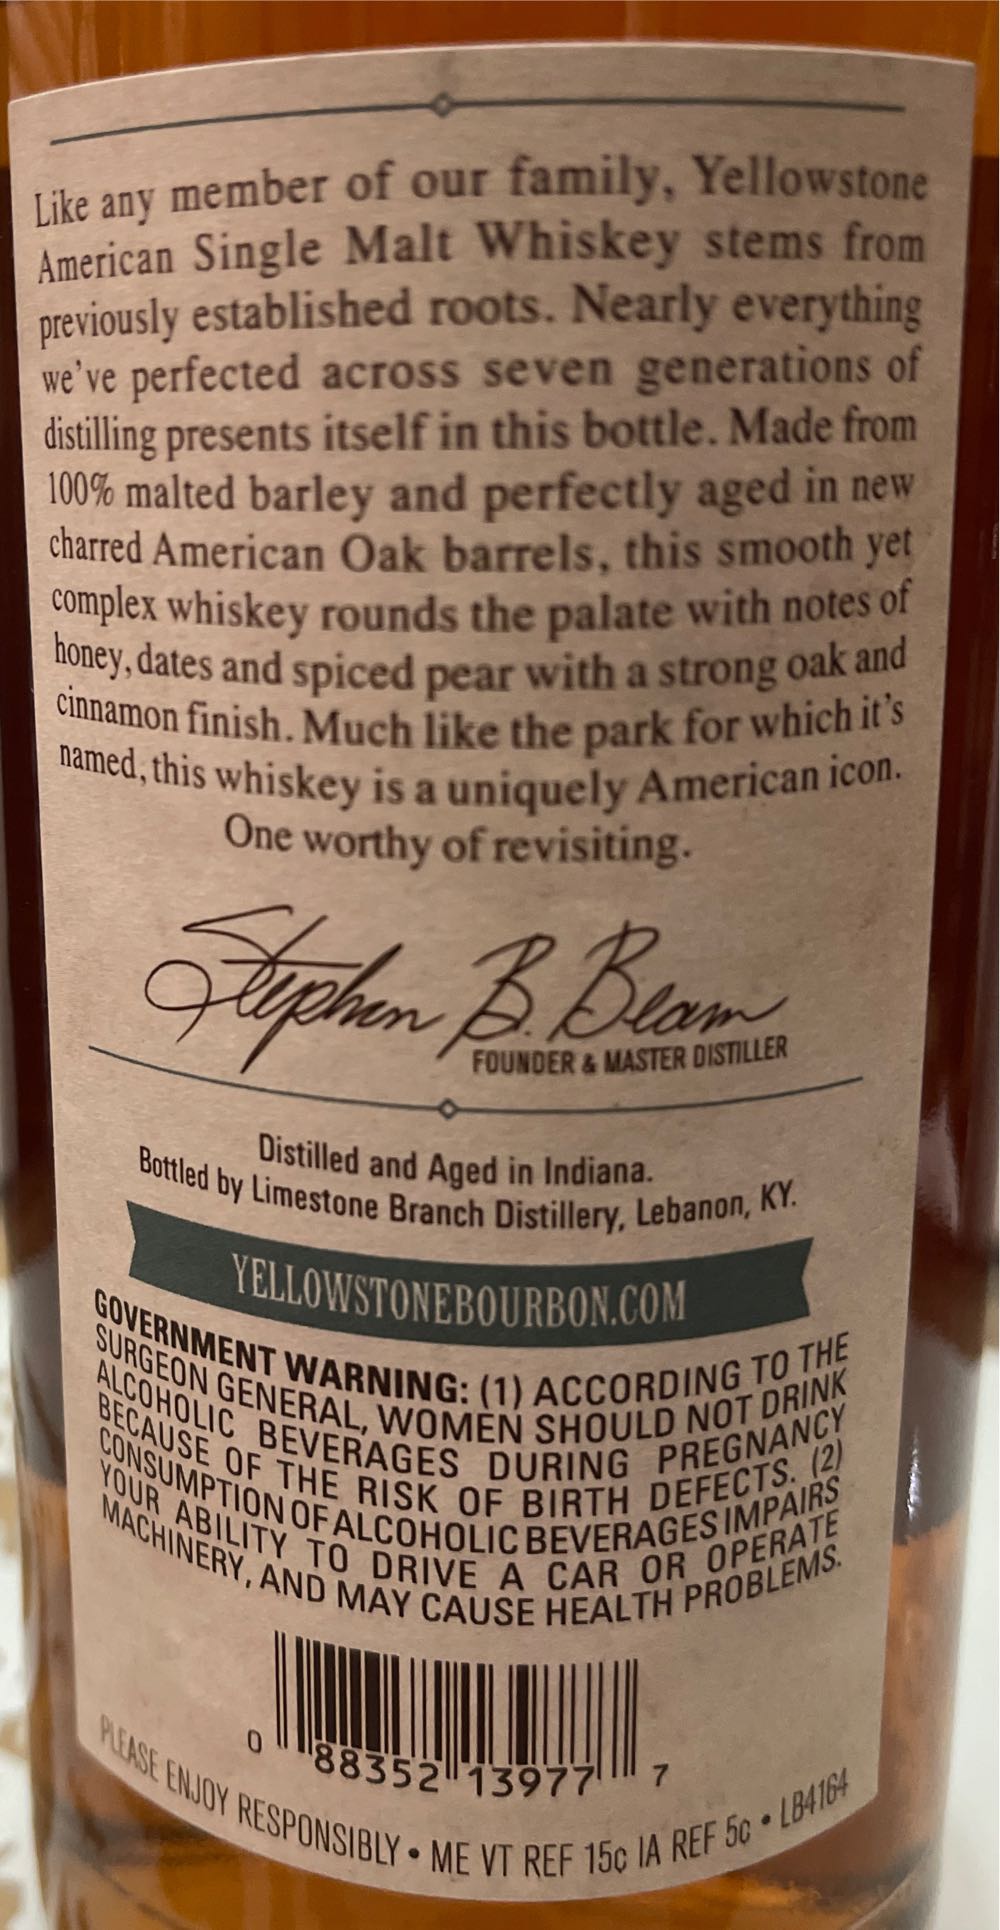 Like any member of our family, Yellowstone
American Single Malt Whiskey stems from
previously established roots. Nearly everything
we've perfected across seven generations of
distilling presents itself in this bottle. Made from
100% malted barley and perfectly aged in new
charred American Oak barrels, this smooth yet
complex whiskey rounds the palate with notes of
honey, dates and spiced pear with a strong oak and
cinnamon finish. Much like the park for which it's
named, this whiskey is a uniquely American icon.
One worthy of revisiting.
Stephen B. Beam
FOUNDER & MASTER DISTILLER
Distilled and Aged in Indiana.
Bottled by Limestone Branch Distillery, Lebanon, KY.
YELLOWSTONEBOURBON.COM
GOVERNMENT WARNING: (1) ACCORDING TO THE
SURGEON GENERAL, WOMEN SHOULD NOT DRINK
ALCOHOLIC BEVERAGES DURING PREGNANCY
BECAUSE OF THE RISK OF BIRTH DEFECTS. (2)
CONSUMPTION OF ALCOHOLIC BEVERAGES IMPAIRS
YOUR ABILITY TO DRIVE A CAR OR OPERATE
MACHINERY, AND MAY CAUSE HEALTH PROBLEMS.
0 88352 13977 7
PLEASE ENJOY RESPONSIBLY • ME VT REF 15¢ IA REF 5¢ • LB4164